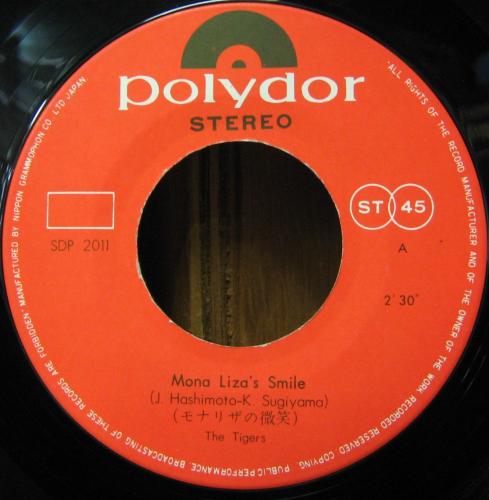 polydor
STEREO
ST 45
SDP 2011
A
2'30"
Mona Liza's Smile
(J. Hashimoto-K. Sugiyama)
(モナリザの微笑)
The Tigers
ALL RIGHTS OF THE RECORD MANUFACTURER AND OF THE OWNER OF THE WORK RECORDED RESERVED. COPYING, PUBLIC PERFORMANCE, BROADCASTING OF THESE RECORDS ARE FORBIDDEN. MANUFACTURED BY NIPPON GRAMMOPHON CO. LTD. JAPAN